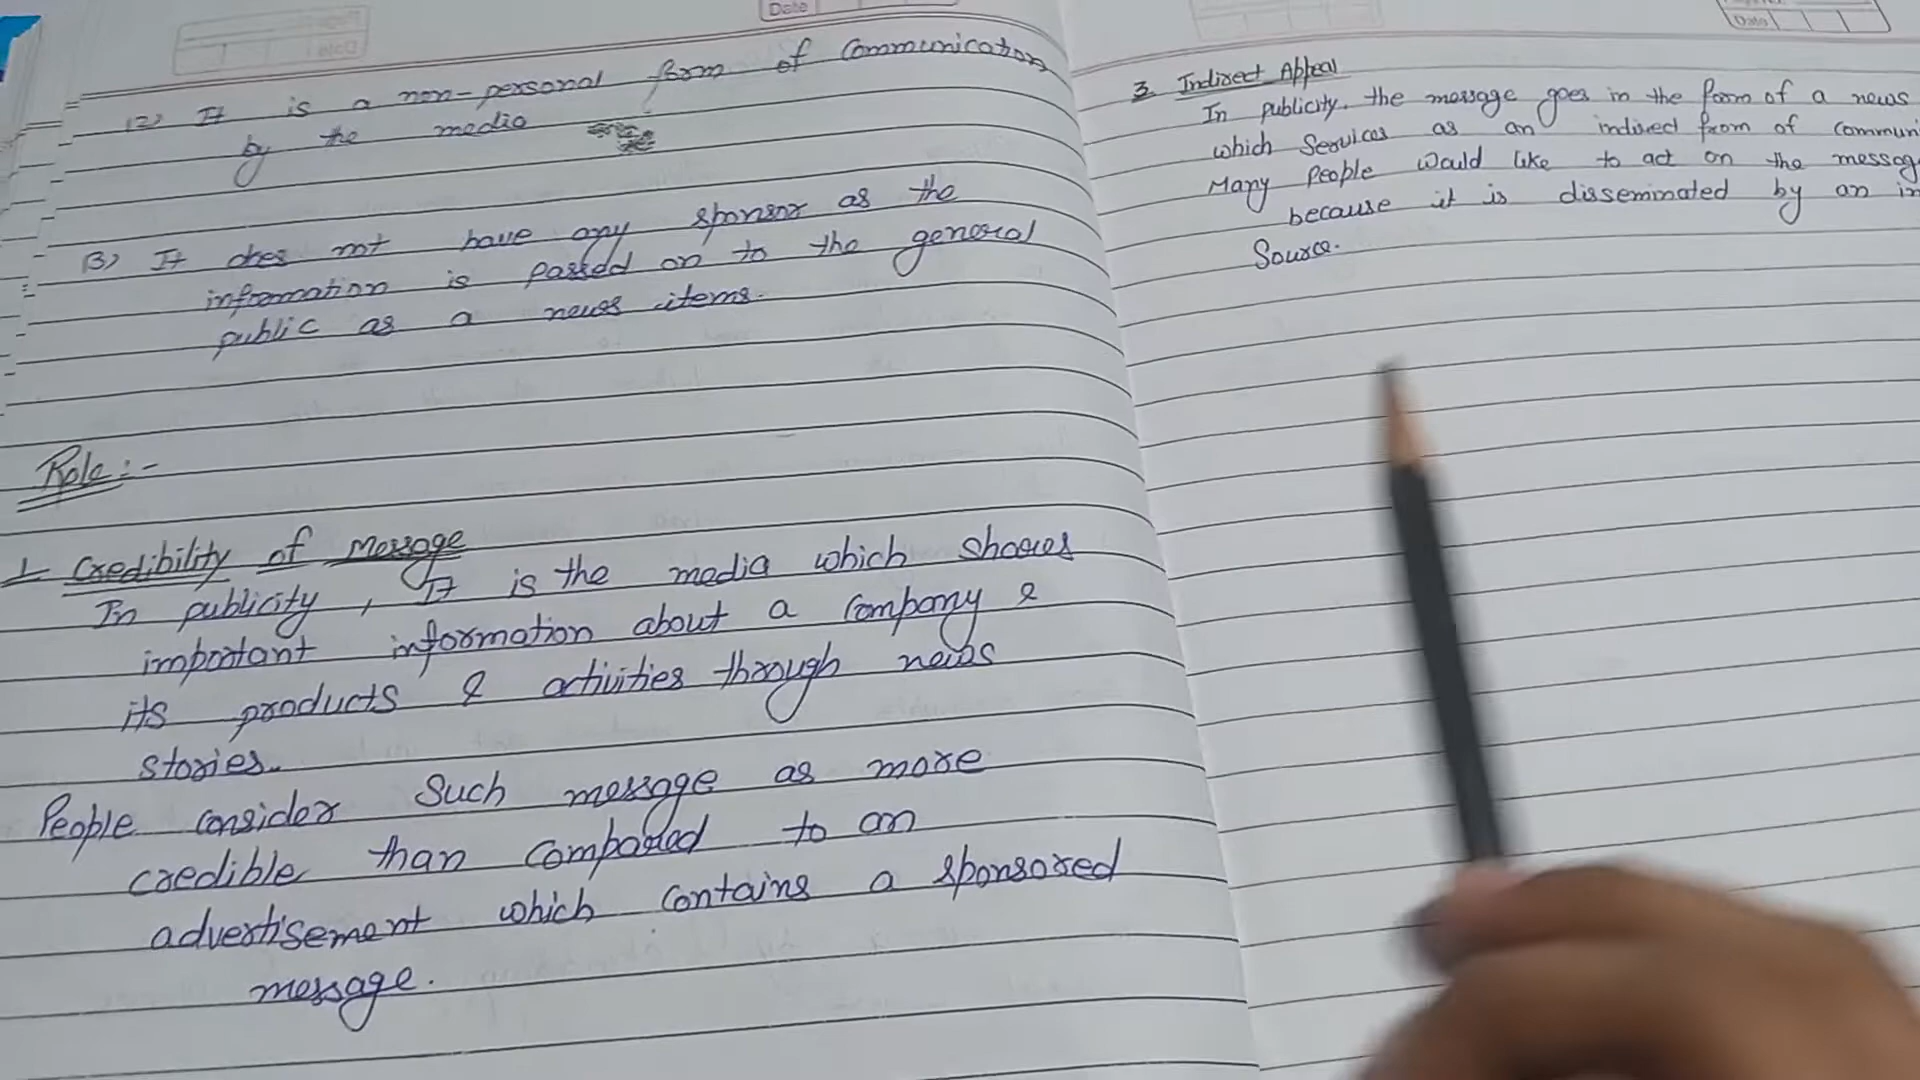 Date
(2) It is a non-personal form of Communication
by the media
(3) It does not have any sponsor as the
information is passed on to the general
public as a news items.
Role:-
1 Credibility of Message
In publicity, It is the media which shares
important information about a Company &
its products & activities through news
stories.
People consider Such message as more
credible than Compared to an
advertisement which contains a sponsored
message.
Date
3. Indirect Appeal
In publicity, the message goes in the form of a news
which Services as an indirect from of Communi
Many People would like to act on the messag
because it is disseminated by an in
Source.